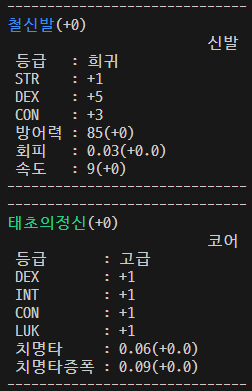 ------------------------------
철신발(+0)
신발
등급 : 희귀
STR : +1
DEX : +5
CON : +3
방어력 : 85(+0)
회피 : 0.03(+0.0)
속도 : 9(+0)
------------------------------
------------------------------
태초의정신(+0)
코어
등급 : 고급
DEX : +1
INT : +1
CON : +1
LUK : +1
치명타 : 0.06(+0.0)
치명타증폭 : 0.09(+0.0)
------------------------------